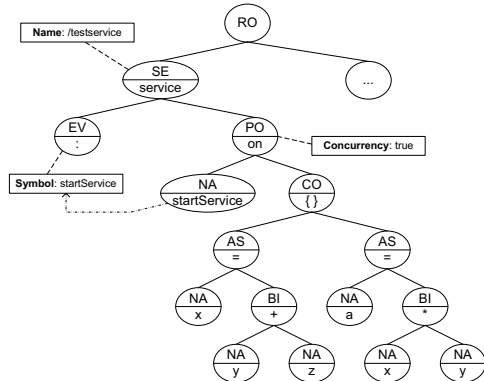 RO
Name: /testservice
SE
service
...
EV
:
PO
on
Concurrency: true
Symbol: startService
NA
startService
CO
{ }
AS
=
AS
=
NA
x
BI
+
NA
a
BI
*
NA
y
NA
z
NA
x
NA
y